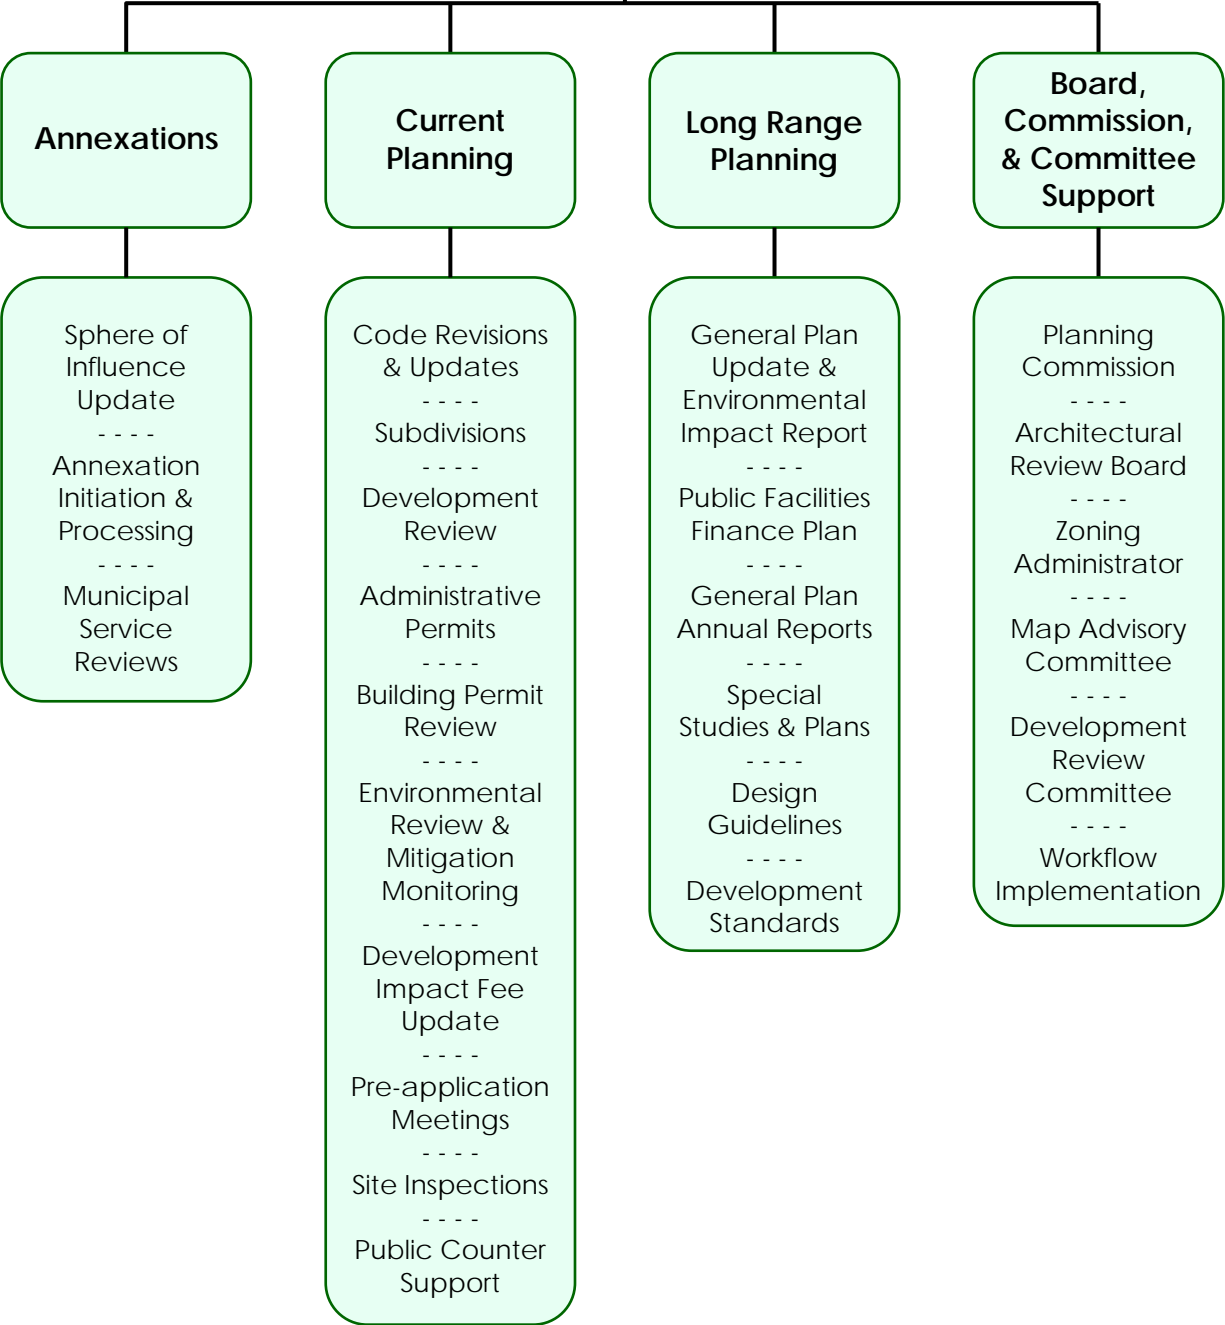 Annexations
Current
Planning
Long Range
Planning
Board,
Commission,
& Committee
Support
Sphere of
Influence
Update
- - - -
Annexation
Initiation &
Processing
- - - -
Municipal
Service
Reviews
Code Revisions
& Updates
- - - -
Subdivisions
- - - -
Development
Review
- - - -
Administrative
Permits
- - - -
Building Permit
Review
- - - -
Environmental
Review &
Mitigation
Monitoring
- - - -
Development
Impact Fee
Update
- - - -
Pre-application
Meetings
- - - -
Site Inspections
- - - -
Public Counter
Support
General Plan
Update &
Environmental
Impact Report
- - - -
Public Facilities
Finance Plan
- - - -
General Plan
Annual Reports
- - - -
Special
Studies & Plans
- - - -
Design
Guidelines
- - - -
Development
Standards
Planning
Commission
- - - -
Architectural
Review Board
- - - -
Zoning
Administrator
- - - -
Map Advisory
Committee
- - - -
Development
Review
Committee
- - - -
Workflow
Implementation